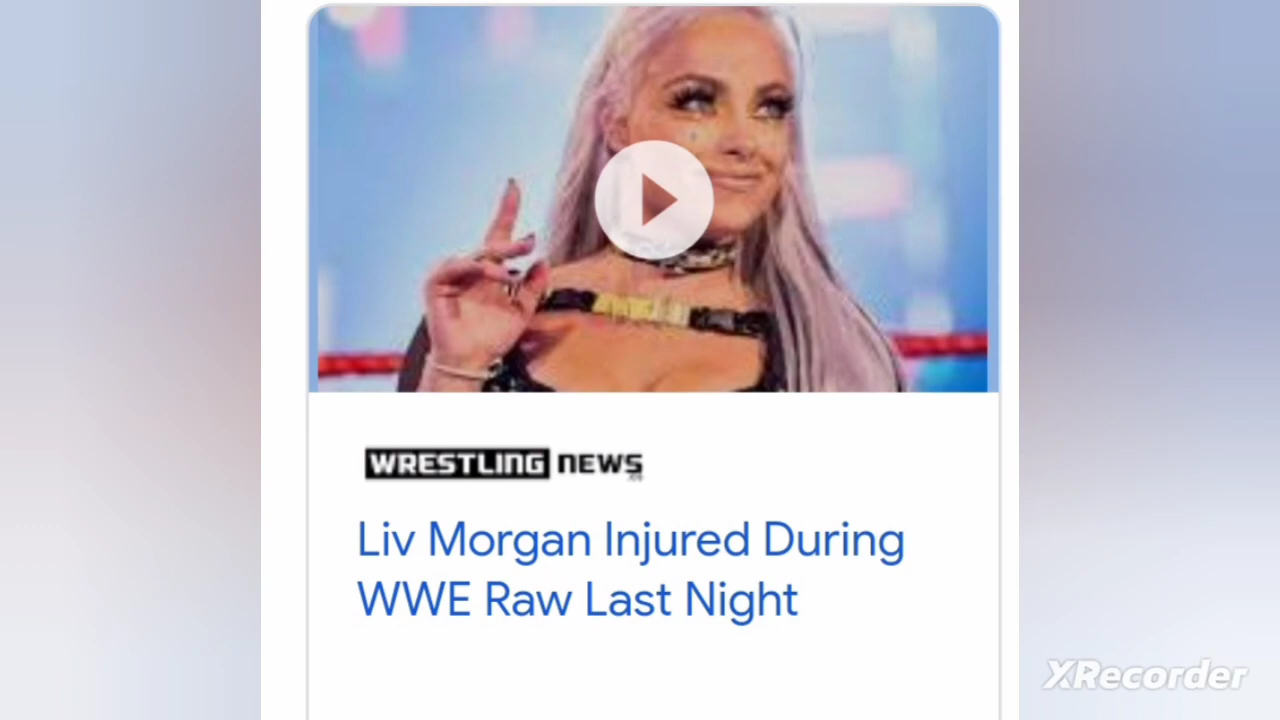 WRESTLING NEWS
Liv Morgan Injured During
WWE Raw Last Night
XRecorder